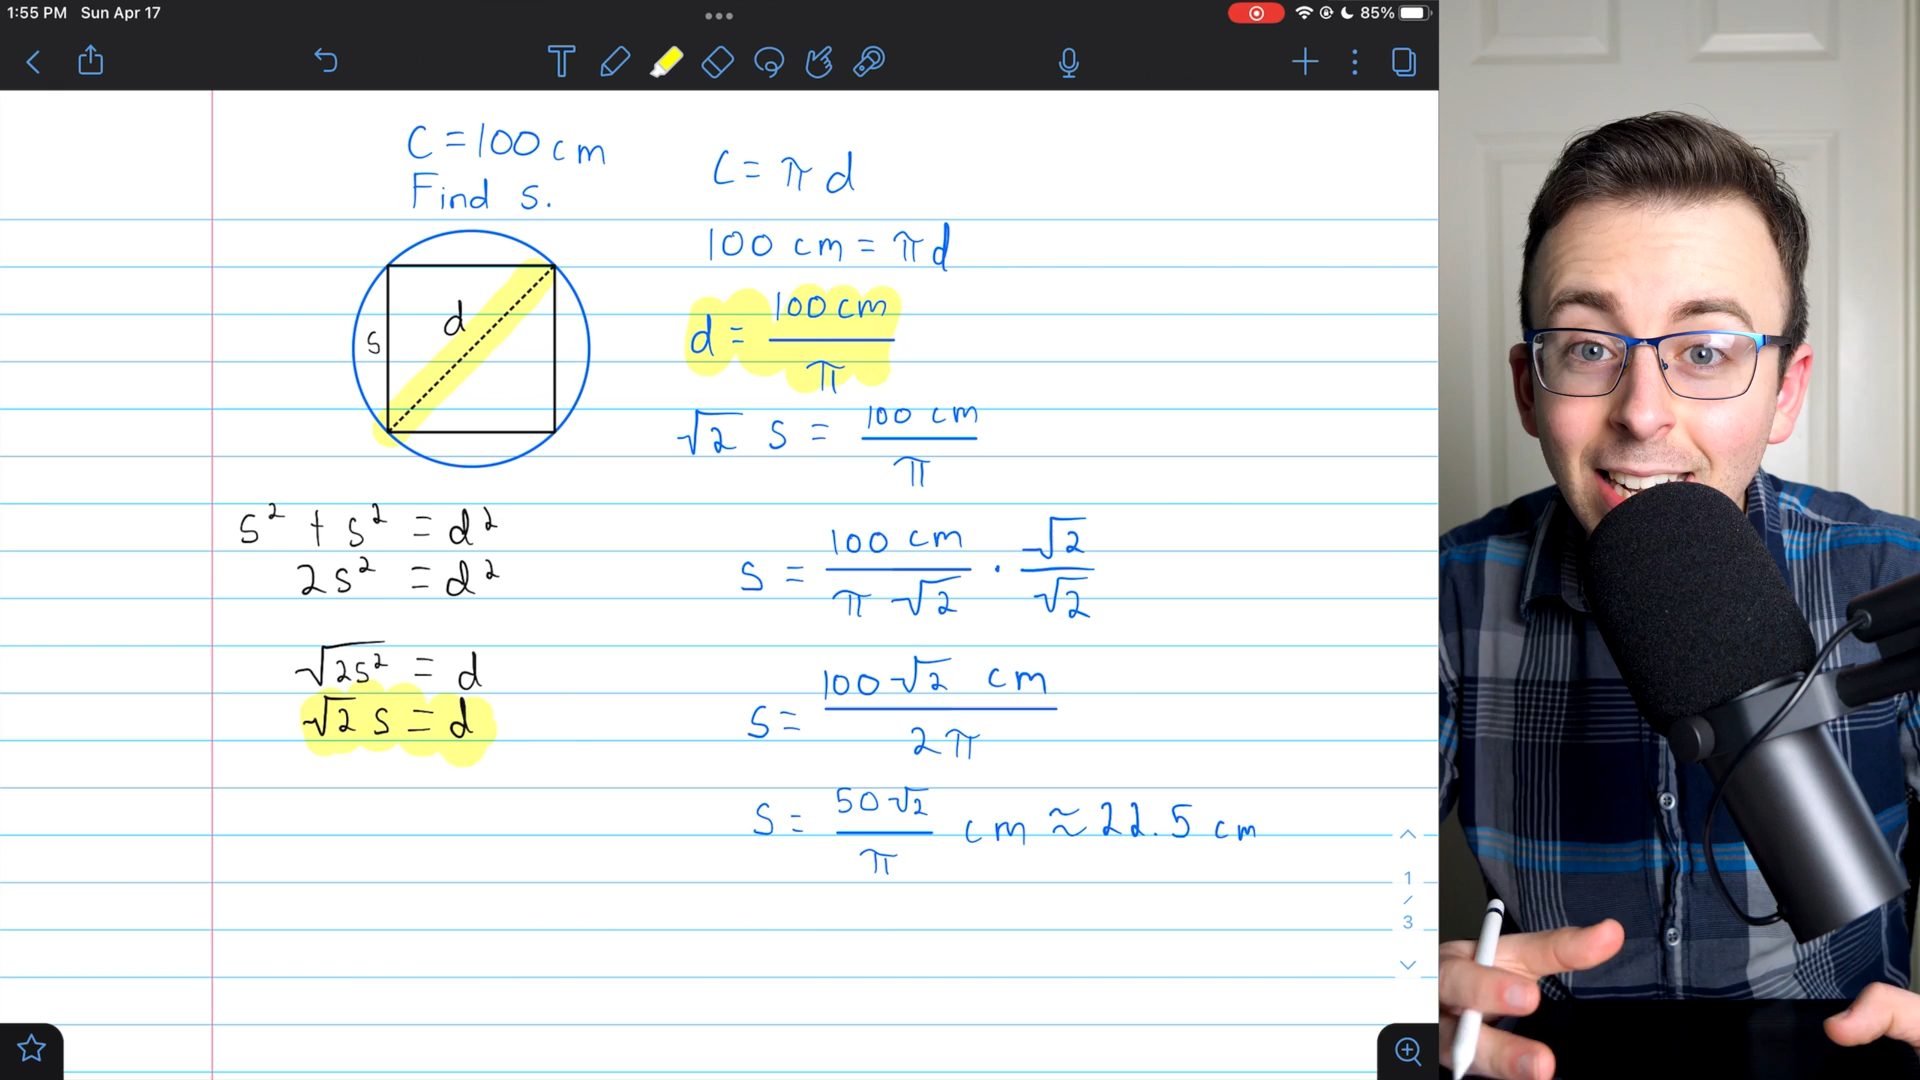 1:55 PM Sun Apr 17
85%
C = 100 cm
Find s.
s
d
s² + s² = d²
2s² = d²
√2s² = d
√2 s = d
C = π d
100 cm = π d
d = 100 cm / π
√2 s = 100 cm / π
s = 100 cm / π √2 · √2 / √2
s = 100 √2 cm / 2π
s = 50 √2 / π cm ≈ 22.5 cm
1 / 3